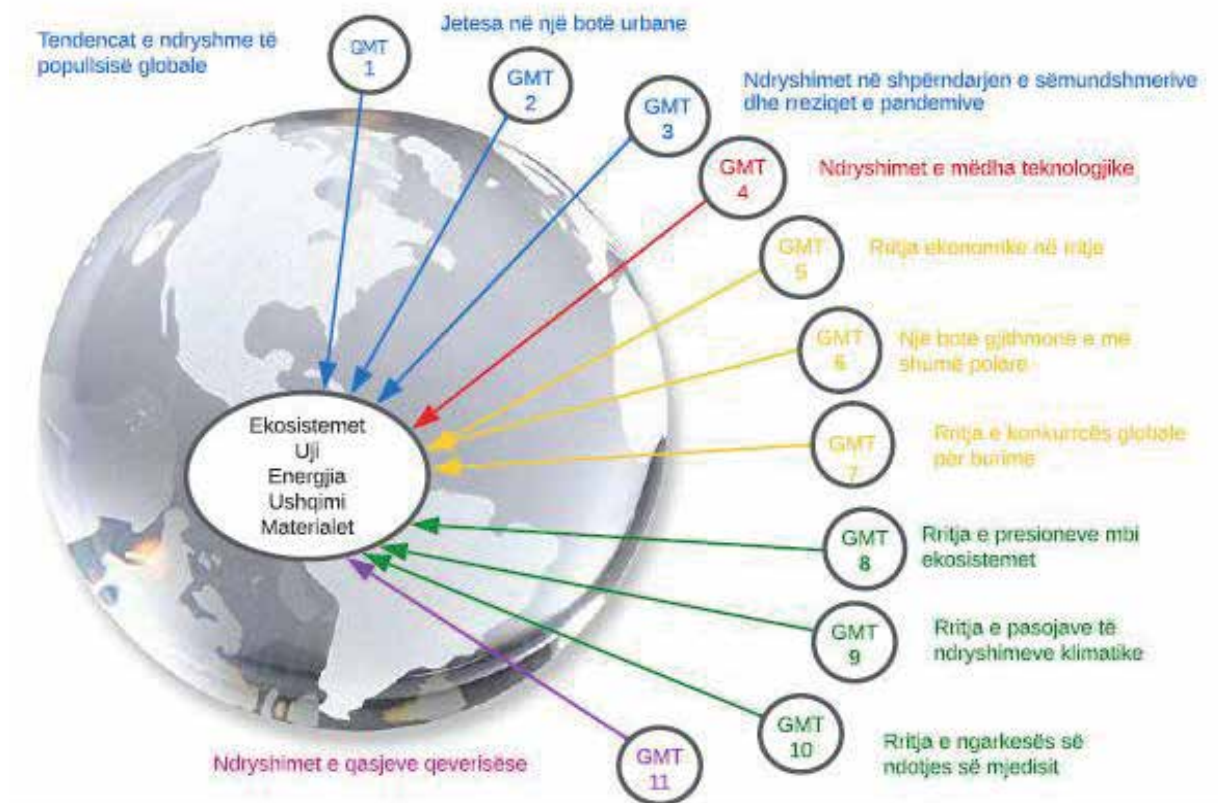 Tendencat e ndryshme të
popullsisë globale
GMT
1
Jetesa në një botë urbane
GMT
2
Ndryshimet në shpërndarjen e sëmundshmerive
dhe rreziqet e pandemive
GMT
3
GMT
4
Ndryshimet e mëdha teknologjike
GMT
5
Rritja ekonomike në rritje
GMT
6
Një botë gjithmonë e më
shumë polare
GMT
7
Rritja e konkurrcës globale
për burime
Ekosistemet
Uji
Energjia
Ushqimi
Materialet
GMT
8
Rritja e presioneve mbi
ekosistemet
GMT
9
Rritja e pasojave të
ndryshimeve klimatike
GMT
10
Rritja e ngarkesës së
ndotjes së mjedisit
Ndryshimet e qasjeve qeverisëse
GMT
11